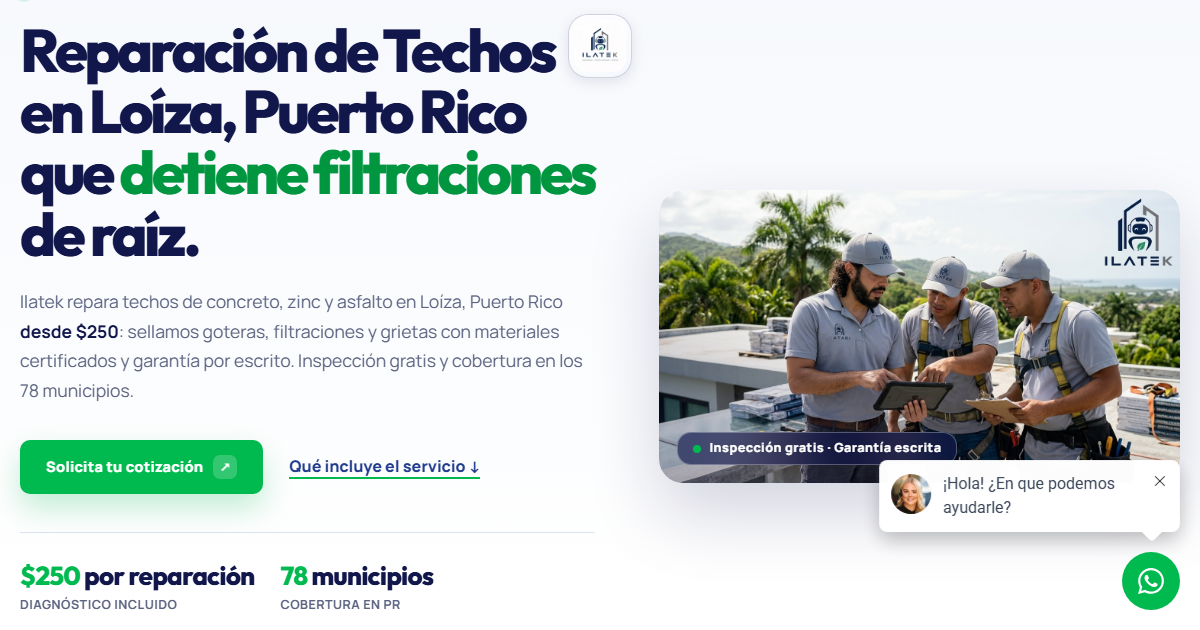 Reparación de Techos
en Loíza, Puerto Rico
que detiene filtraciones
de raíz.
ILATEK
Ilatek repara techos de concreto, zinc y asfalto en Loíza, Puerto Rico
desde $250: sellamos goteras, filtraciones y grietas con materiales
certificados y garantía por escrito. Inspección gratis y cobertura en los
78 municipios.
Solicita tu cotización ↗
Qué incluye el servicio ↓
$250 por reparación
DIAGNÓSTICO INCLUIDO
78 municipios
COBERTURA EN PR
ILATEK
Inspección gratis · Garantía escrita
¡Hola! ¿En que podemos
ayudarle?